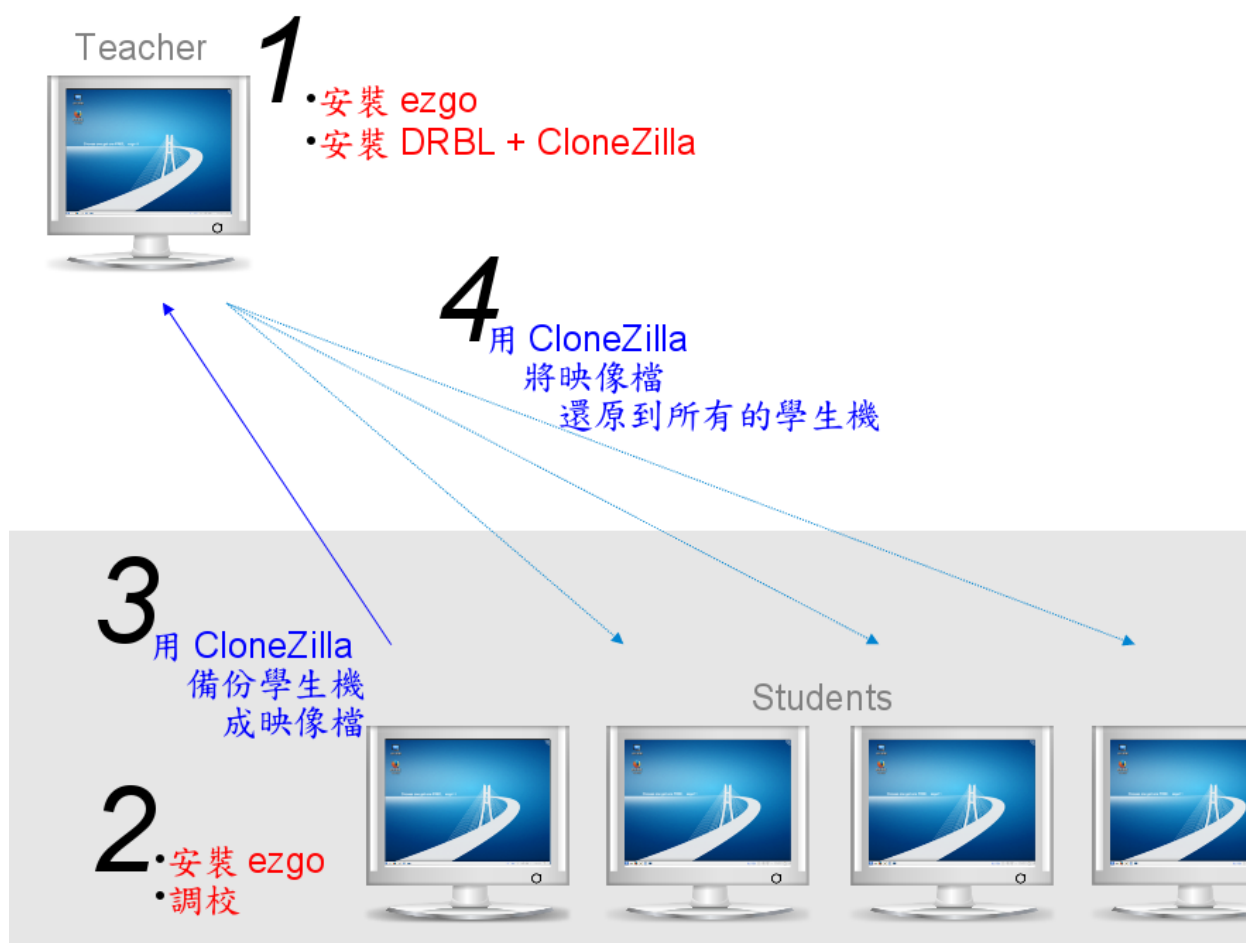 Teacher
1
•安裝 ezgo
•安裝 DRBL + CloneZilla
4
用 CloneZilla
將映像檔
還原到所有的學生機
3
用 CloneZilla
備份學生機
成映像檔
Students
2
•安裝 ezgo
•調校